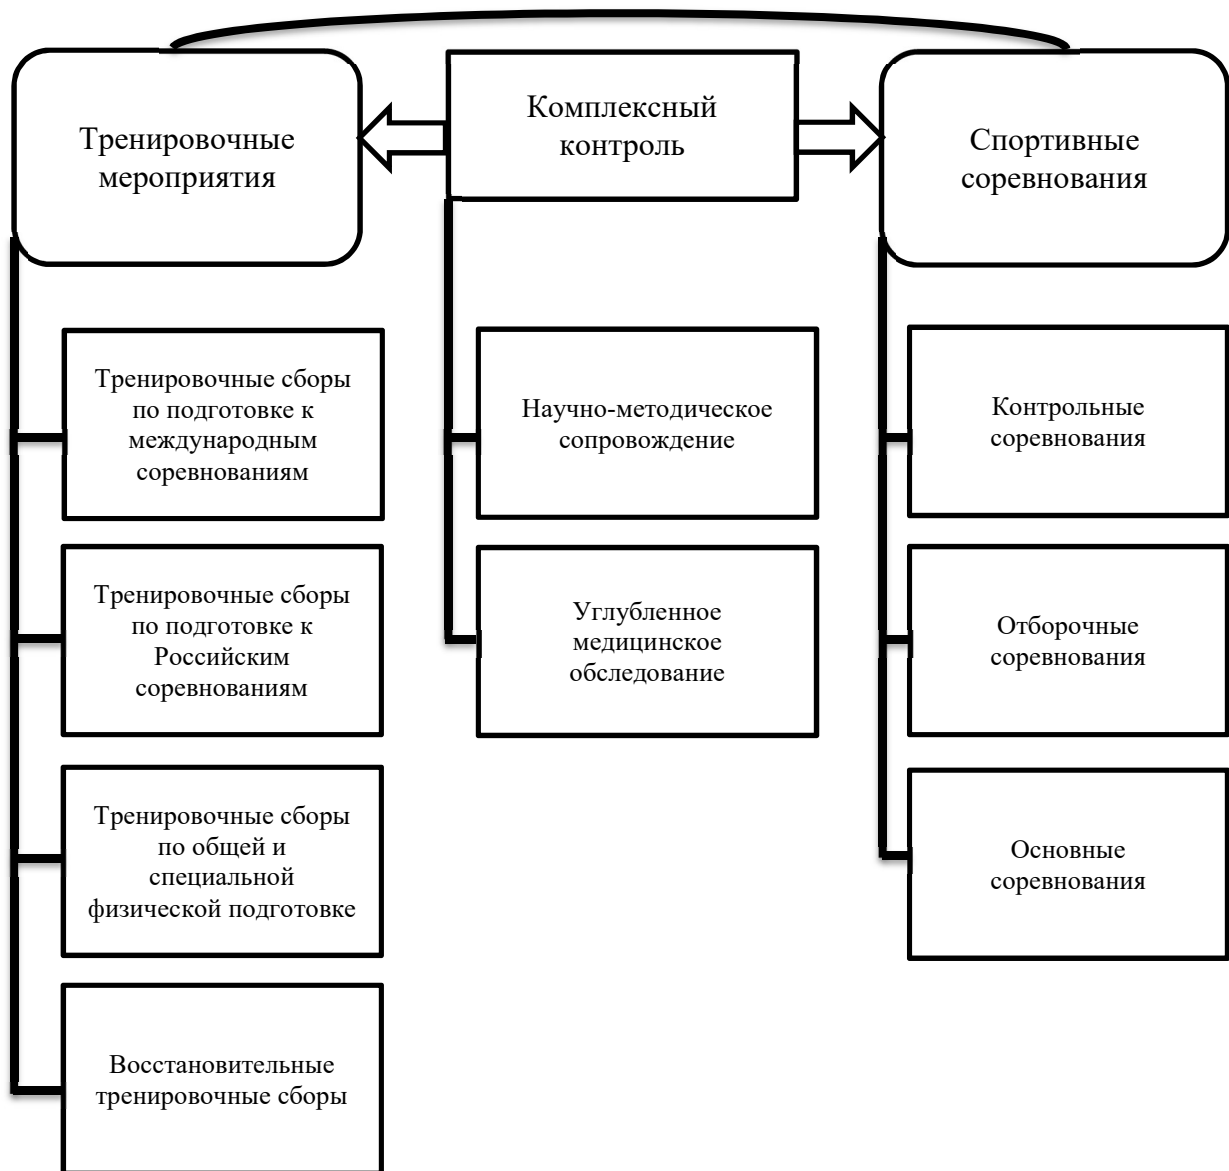 Тренировочные
мероприятия
Комплексный
контроль
Спортивные
соревнования
Тренировочные сборы
по подготовке к
международным
соревнованиям
Научно-методическое
сопровождение
Контрольные
соревнования
Тренировочные сборы
по подготовке к
Российским
соревнованиям
Углубленное
медицинское
обследование
Отборочные
соревнования
Тренировочные сборы
по общей и
специальной
физической подготовке
Основные
соревнования
Восстановительные
тренировочные сборы